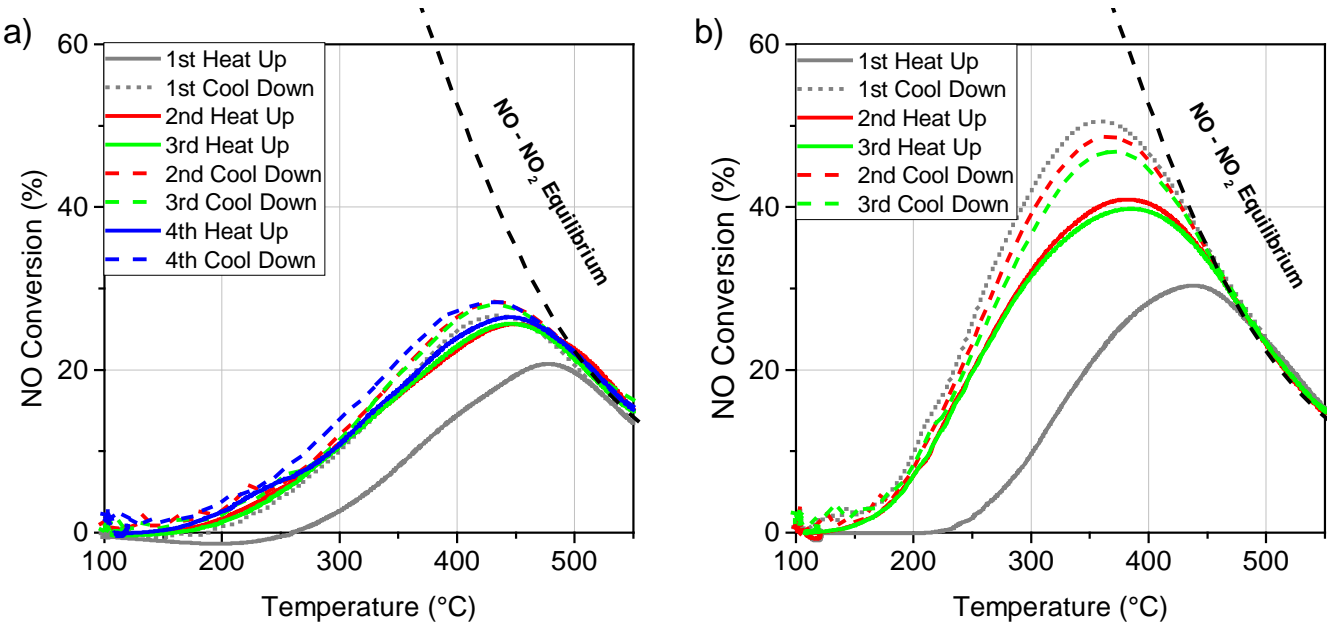 a)
NO Conversion (%)
60
40
20
0
1st Heat Up
1st Cool Down
2nd Heat Up
3rd Heat Up
2nd Cool Down
3rd Cool Down
4th Heat Up
4th Cool Down
NO - NO₂ Equilibrium
100 200 300 400 500
Temperature (°C)
b)
NO Conversion (%)
60
40
20
0
1st Heat Up
1st Cool Down
2nd Heat Up
3rd Heat Up
2nd Cool Down
3rd Cool Down
NO - NO₂ Equilibrium
100 200 300 400 500
Temperature (°C)